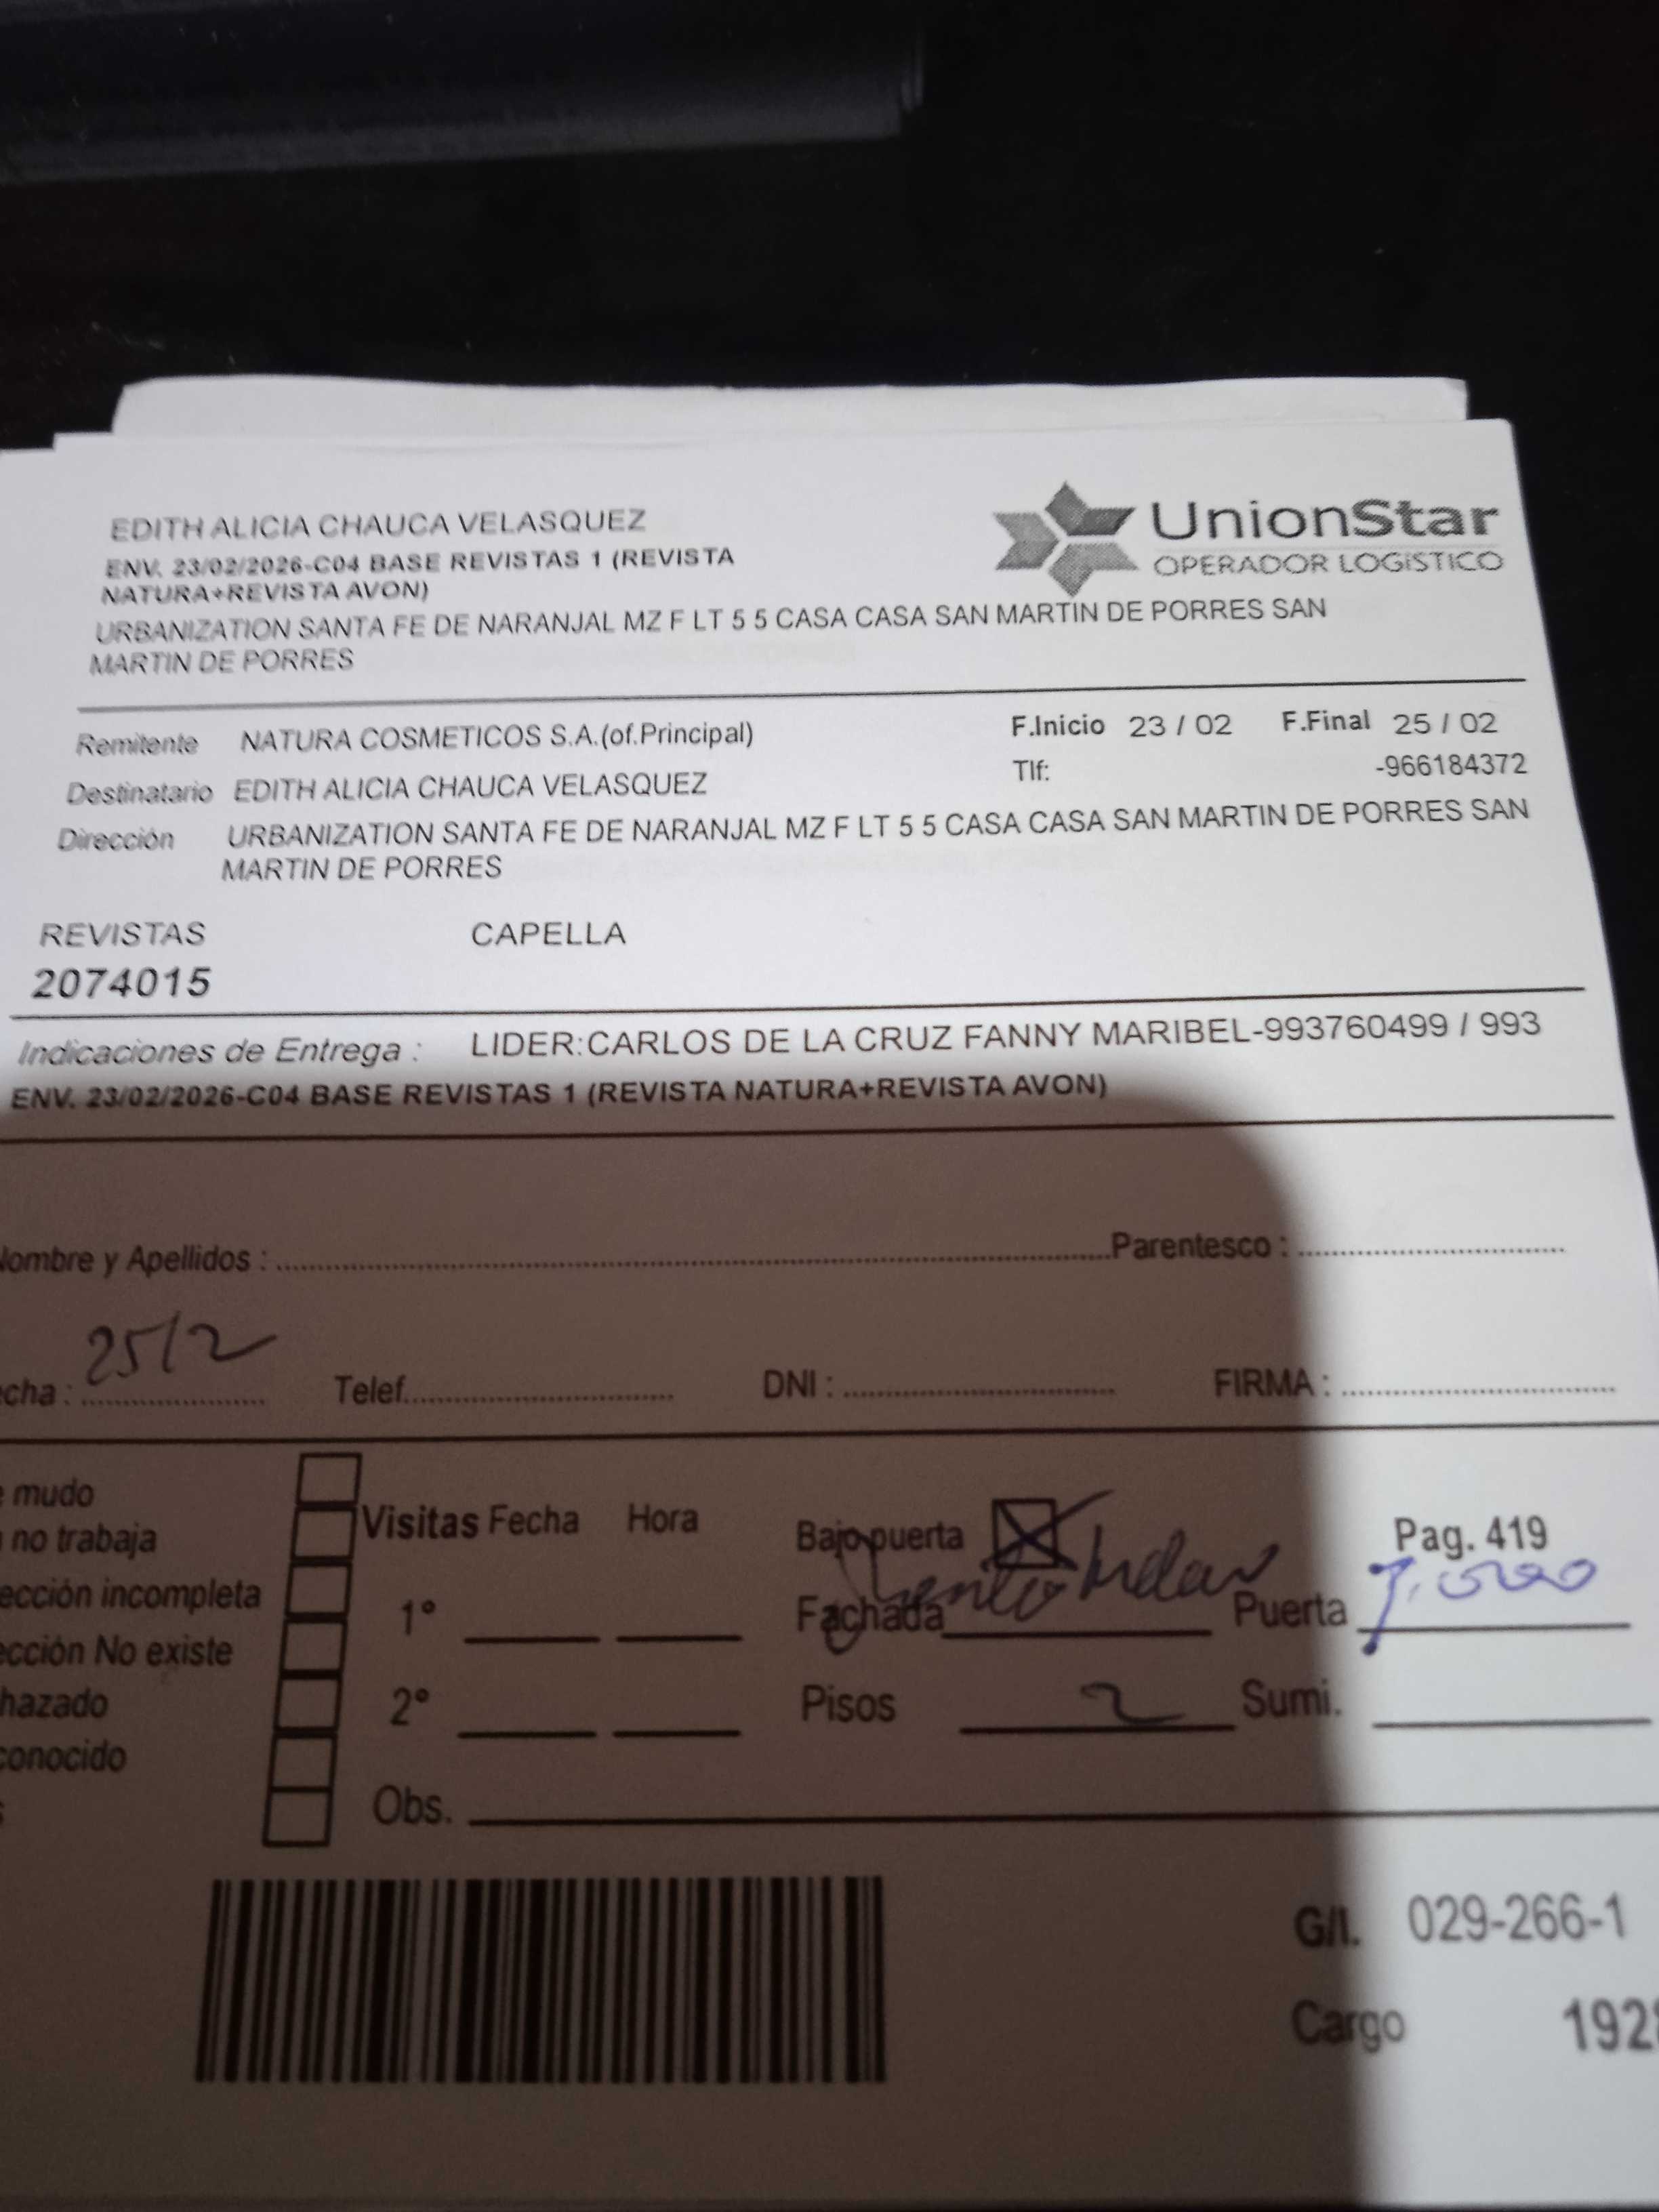 EDITH ALICIA CHAUCA VELASQUEZ
ENV. 23/02/2026-C04 BASE REVISTAS 1 (REVISTA
NATURA+REVISTA AVON)
URBANIZATION SANTA FE DE NARANJAL MZ F LT 5 5 CASA CASA SAN MARTIN DE PORRES SAN
MARTIN DE PORRES
UnionStar
OPERADOR LOGISTICO
Remitente NATURA COSMETICOS S.A.(of.Principal) F.Inicio 23 / 02 F.Final 25 / 02
Destinatario EDITH ALICIA CHAUCA VELASQUEZ Tlf: -966184372
Dirección URBANIZATION SANTA FE DE NARANJAL MZ F LT 5 5 CASA CASA SAN MARTIN DE PORRES SAN
MARTIN DE PORRES
REVISTAS CAPELLA
2074015
Indicaciones de Entrega : LIDER:CARLOS DE LA CRUZ FANNY MARIBEL-993760499 / 993
ENV. 23/02/2026-C04 BASE REVISTAS 1 (REVISTA NATURA+REVISTA AVON)
Nombre y Apellidos : Parentesco :
cha : 25/2 Telef. DNI : FIRMA :
mudo
no trabaja Visitas Fecha Hora Bajo puerta Pag. 419
ección incompleta 1° Fachada Puerta
ección No existe
hazado 2° Pisos 2 Sumi.
conocido
s Obs.
G/I. 029-266-1
Cargo 192